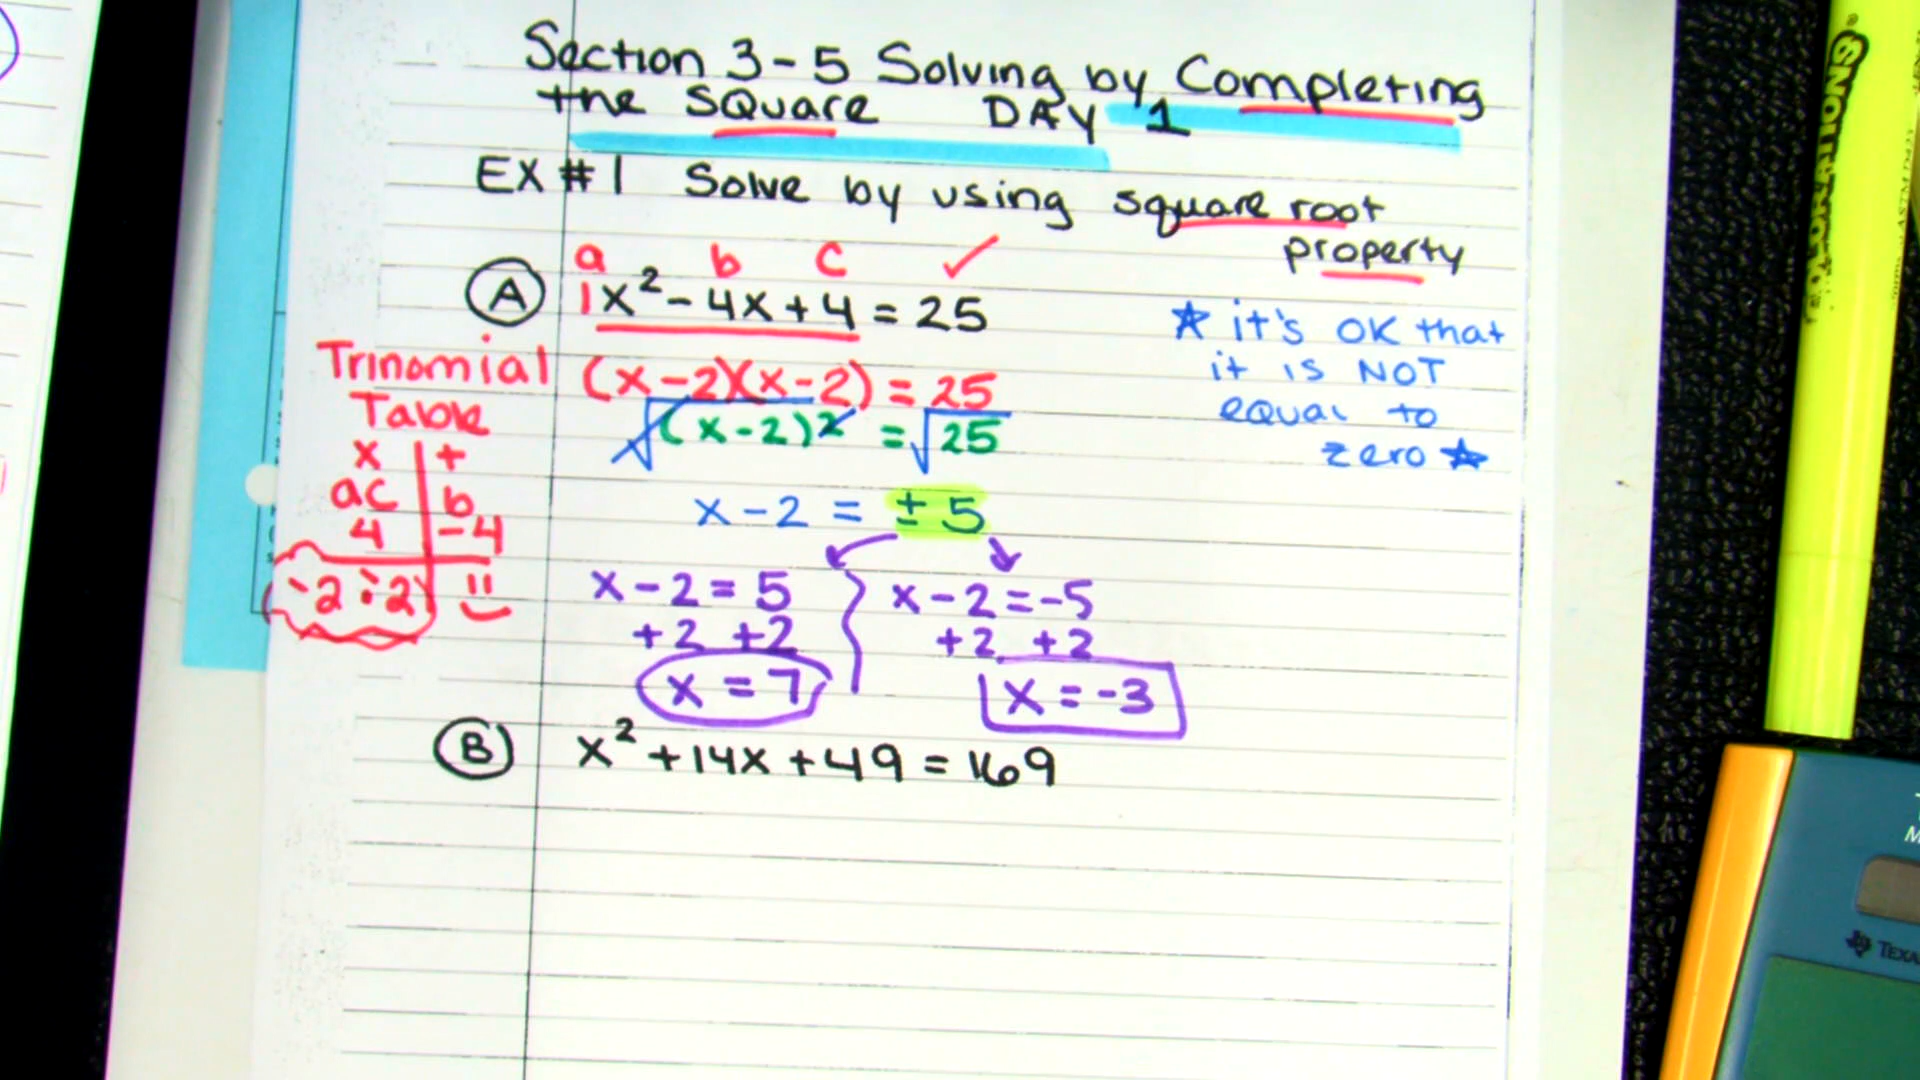 Section 3-5 Solving by Completing
the Square DAY 1
EX #1 Solve by using square root
property
a b c ✓
(A) 1x² - 4x + 4 = 25
★ it's OK that
it is NOT
equal to
zero ★
Trinomial
Table
x | +
ac | b
4 | -4
-2 · -2 | ¨
(x-2)(x-2) = 25
√(x-2)² = √25
x - 2 = ± 5
x - 2 = 5
+2 +2
x = 7
x - 2 = -5
+2 +2
x = -3
(B) x² + 14x + 49 = 169
SNOTT
TEXA